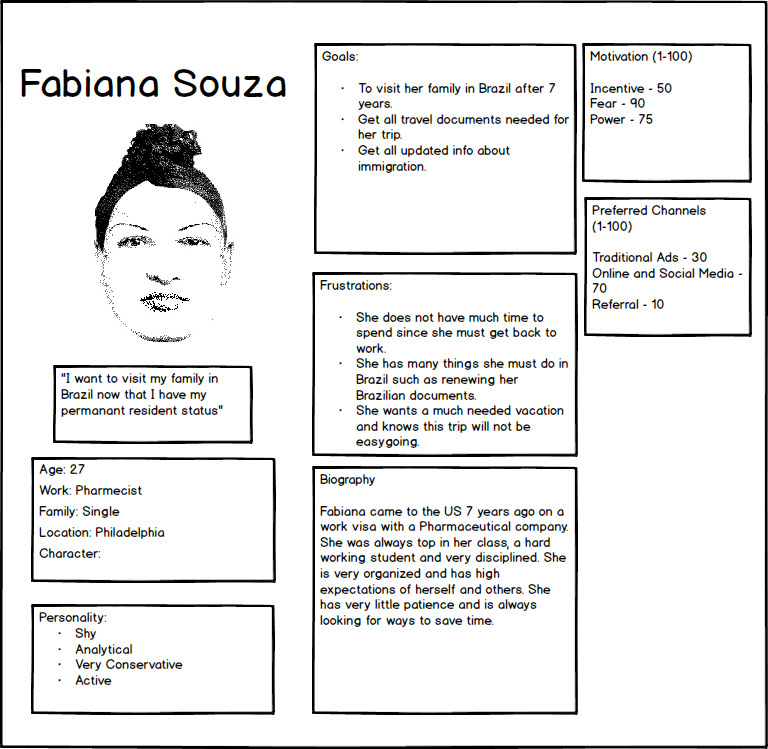 Fabiana Souza
"I want to visit my family in
Brazil now that I have my
permanant resident status"
Age: 27
Work: Pharmecist
Family: Single
Location: Philadelphia
Character:
Personality:
· Shy
· Analytical
· Very Conservative
· Active
Goals:
· To visit her family in Brazil after 7
years.
· Get all travel documents needed for
her trip.
· Get all updated info about
immigration.
Frustrations:
· She does not have much time to
spend since she must get back to
work.
· She has many things she must do in
Brazil such as renewing her
Brazilian documents.
· She wants a much needed vacation
and knows this trip will not be
easygoing.
Biography
Fabiana came to the US 7 years ago on a
work visa with a Pharmaceutical company.
She was always top in her class, a hard
working student and very disciplined. She
is very organized and has high
expectations of herself and others. She
has very little patience and is always
looking for ways to save time.
Motivation (1-100)
Incentive - 50
Fear - 90
Power - 75
Preferred Channels
(1-100)
Traditional Ads - 30
Online and Social Media -
70
Referral - 10